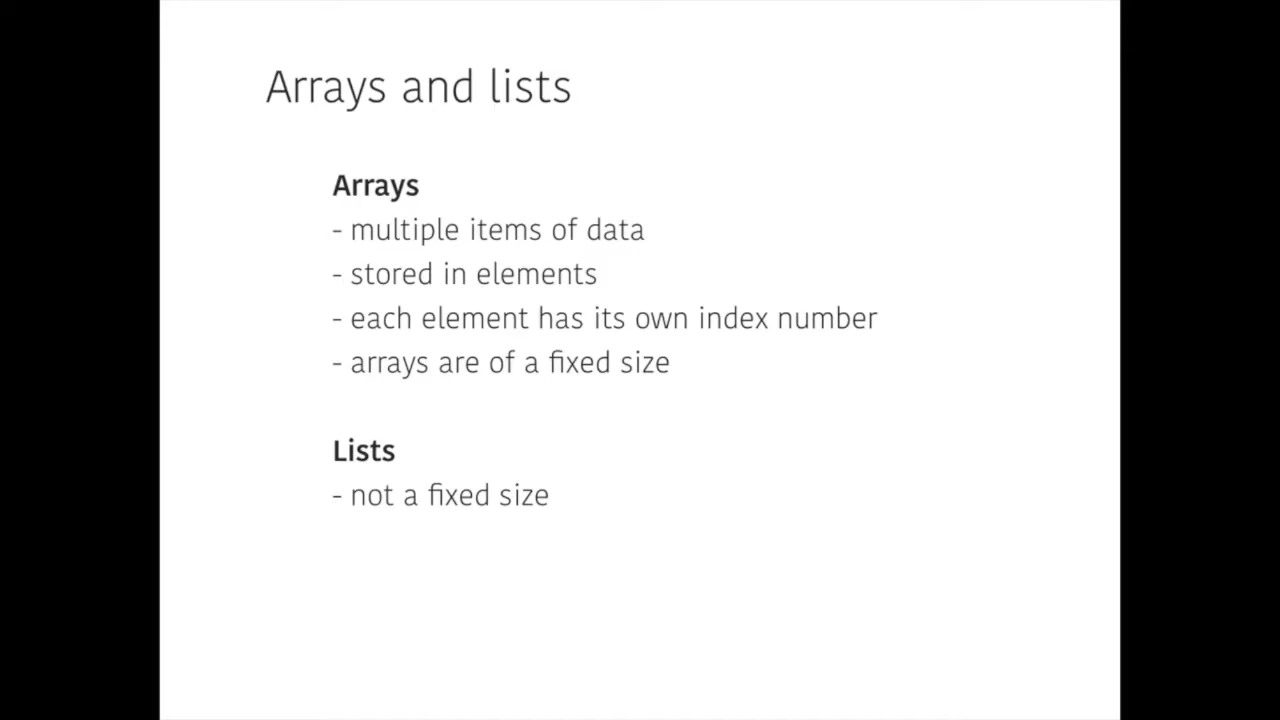 Arrays and lists
Arrays
- multiple items of data
- stored in elements
- each element has its own index number
- arrays are of a fixed size
Lists
- not a fixed size